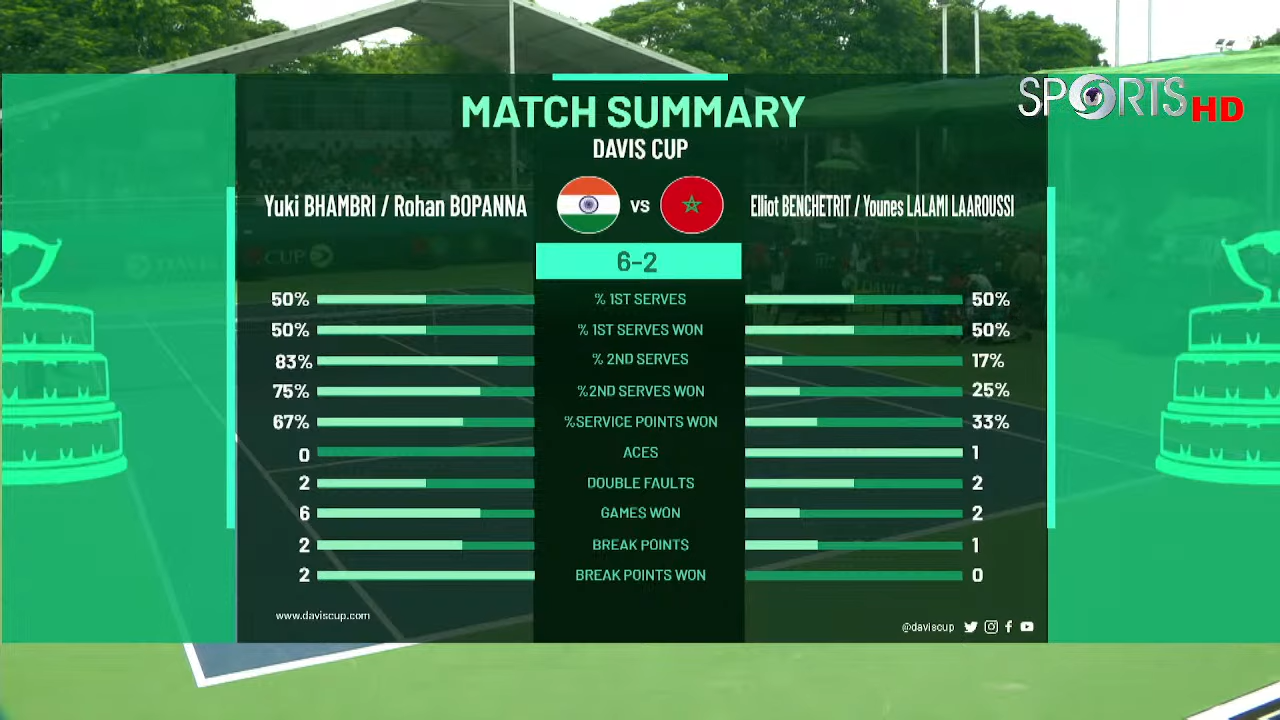 SPORTS HD
MATCH SUMMARY
DAVIS CUP
Yuki BHAMBRI / Rohan BOPANNA vs Elliot BENCHETRIT / Younes LALAMI LAAROUSSI
6-2
50% % 1ST SERVES 50%
50% % 1ST SERVES WON 50%
83% % 2ND SERVES 17%
75% %2ND SERVES WON 25%
67% %SERVICE POINTS WON 33%
0 ACES 1
2 DOUBLE FAULTS 2
6 GAMES WON 2
2 BREAK POINTS 1
2 BREAK POINTS WON 0
www.daviscup.com
@daviscup